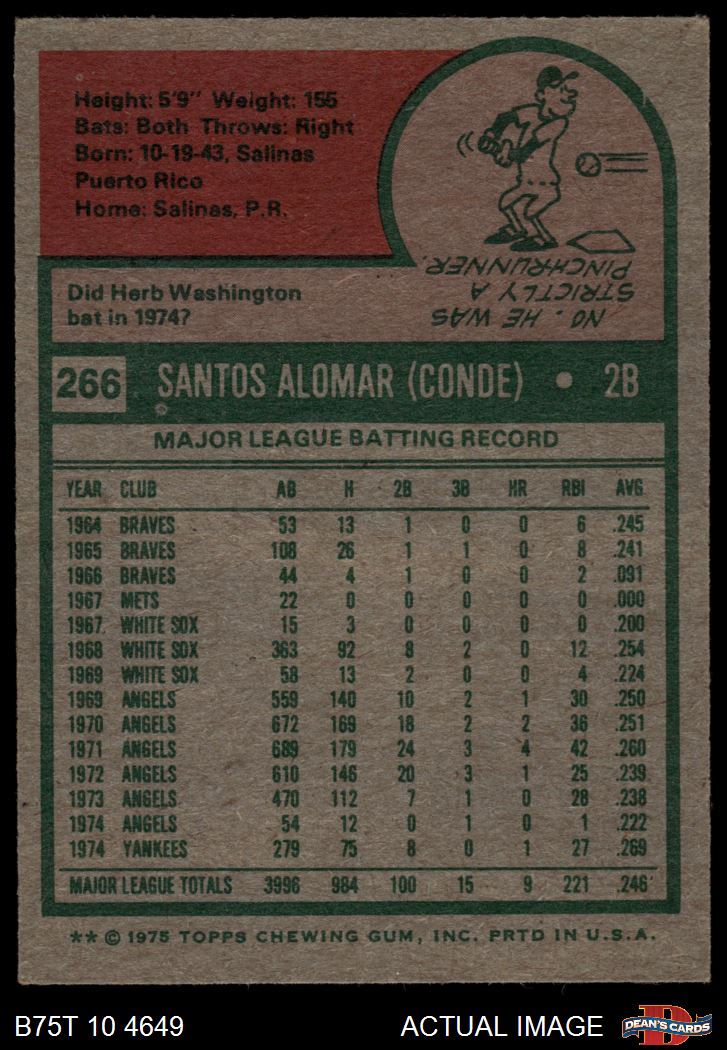 Height: 5'9" Weight: 155
Bats: Both Throws: Right
Born: 10-19-43, Salinas
Puerto Rico
Home: Salinas, P.R.
Did Herb Washington
bat in 1974?
NO. HE WAS
STRICTLY A
PINCHRUNNER.
266 SANTOS ALOMAR (CONDE) • 2B
MAJOR LEAGUE BATTING RECORD
YEAR CLUB AB H 2B 3B HR RBI AVG
1964 BRAVES 53 13 1 0 0 6 .245
1965 BRAVES 108 26 1 1 0 8 .241
1966 BRAVES 44 4 1 0 0 2 .091
1967 METS 22 0 0 0 0 0 .000
1967 WHITE SOX 15 3 0 0 0 0 .200
1968 WHITE SOX 363 92 8 2 0 12 .254
1969 WHITE SOX 58 13 2 0 0 4 .224
1969 ANGELS 559 140 10 2 1 30 .250
1970 ANGELS 672 169 18 2 2 36 .251
1971 ANGELS 689 179 24 3 4 42 .260
1972 ANGELS 610 146 20 3 1 25 .239
1973 ANGELS 470 112 7 1 0 28 .238
1974 ANGELS 54 12 0 1 0 1 .222
1974 YANKEES 279 75 8 0 1 27 .269
MAJOR LEAGUE TOTALS 3996 984 100 15 9 221 .246
** © 1975 TOPPS CHEWING GUM, INC. PRTD IN U.S.A.
B75T 10 4649 ACTUAL IMAGE
D
DEAN'S CARDS